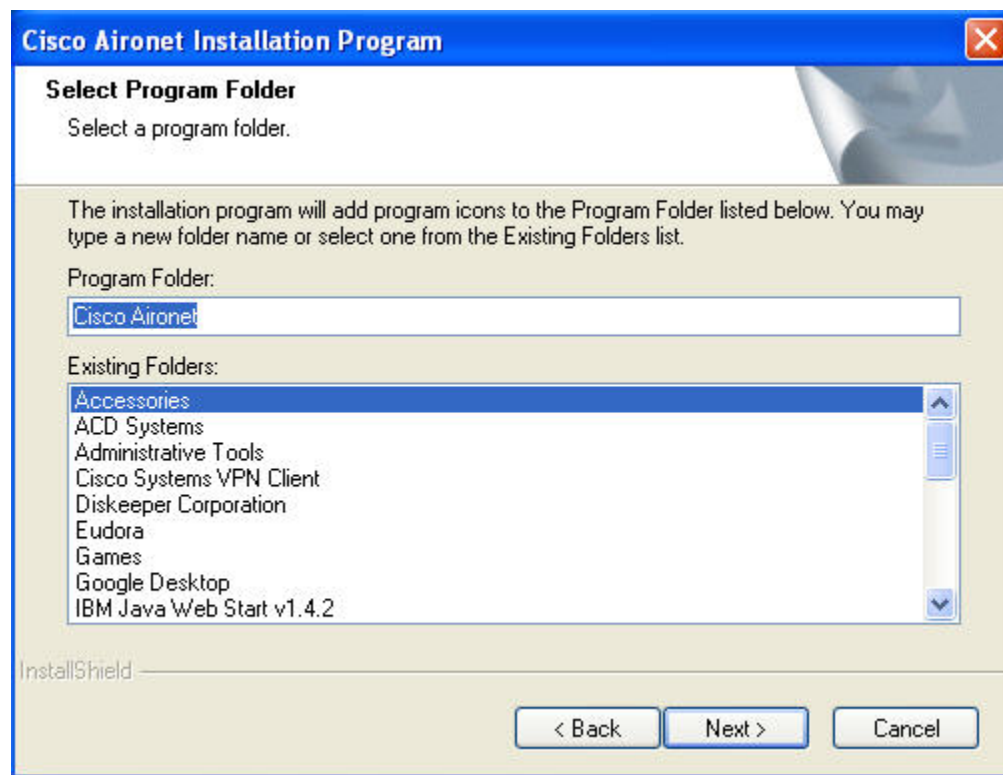 Cisco Aironet Installation Program
Select Program Folder
Select a program folder.
The installation program will add program icons to the Program Folder listed below. You may
type a new folder name or select one from the Existing Folders list.
Program Folder:
Cisco Aironet
Existing Folders:
Accessories
ACD Systems
Administrative Tools
Cisco Systems VPN Client
Diskeeper Corporation
Eudora
Games
Google Desktop
IBM Java Web Start v1.4.2
InstallShield
< Back
Next >
Cancel